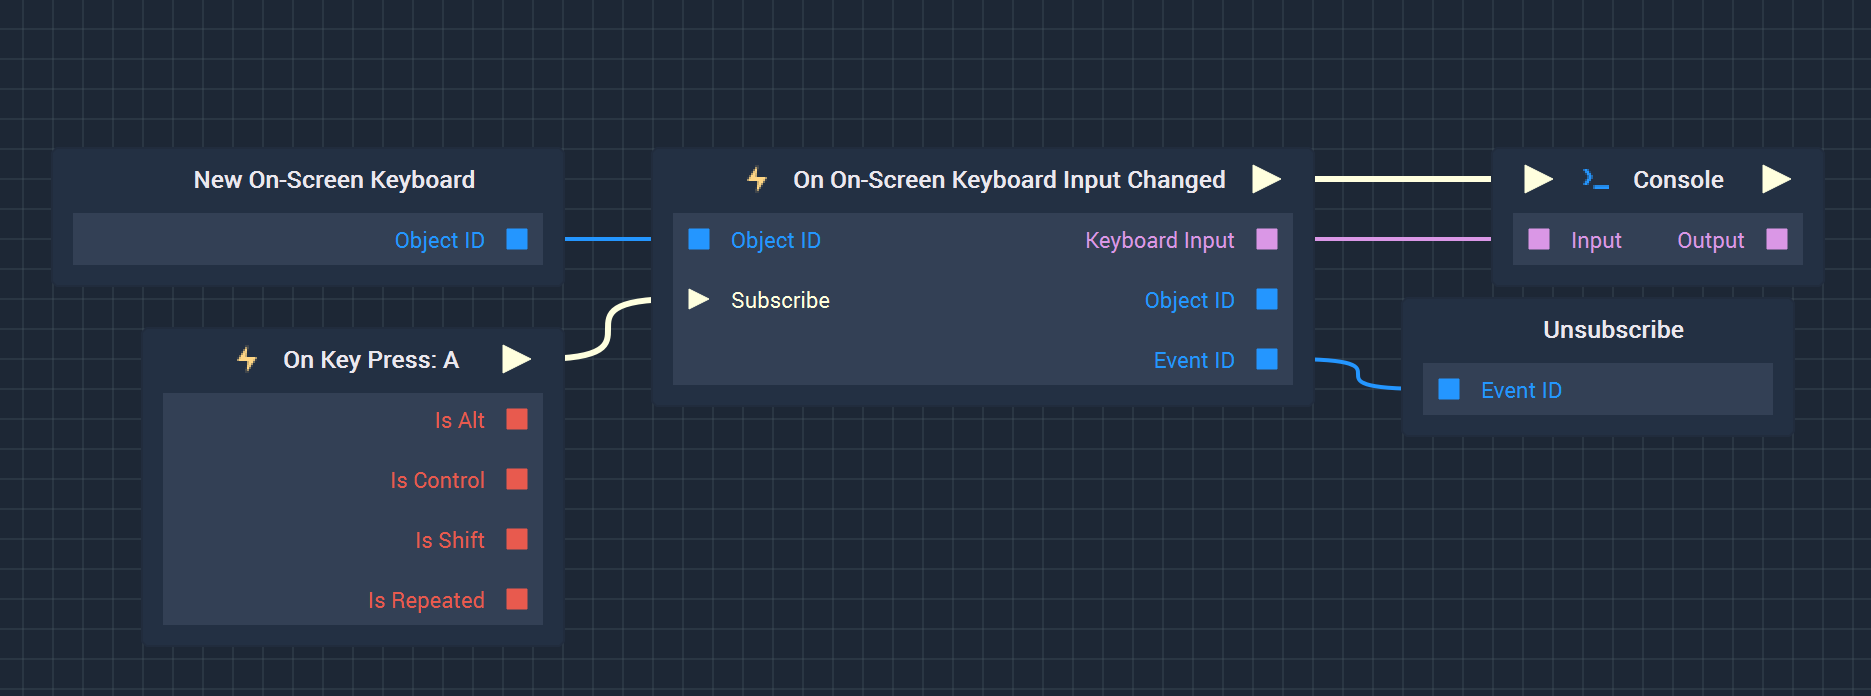 New On-Screen Keyboard
Object ID
On Key Press: A
Is Alt
Is Control
Is Shift
Is Repeated
On On-Screen Keyboard Input Changed
Object ID
Keyboard Input
Subscribe
Object ID
Event ID
Console
Input
Output
Unsubscribe
Event ID